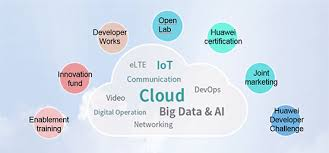 Open
Lab
Developer
Works
Huawei
certification
eLTE
IoT
Innovation
fund
Communication
Joint
marketing
DevOps
Video
Cloud
Digital Operation
Big Data & AI
Enablement
training
Networking
Huawei
Developer
Challenge